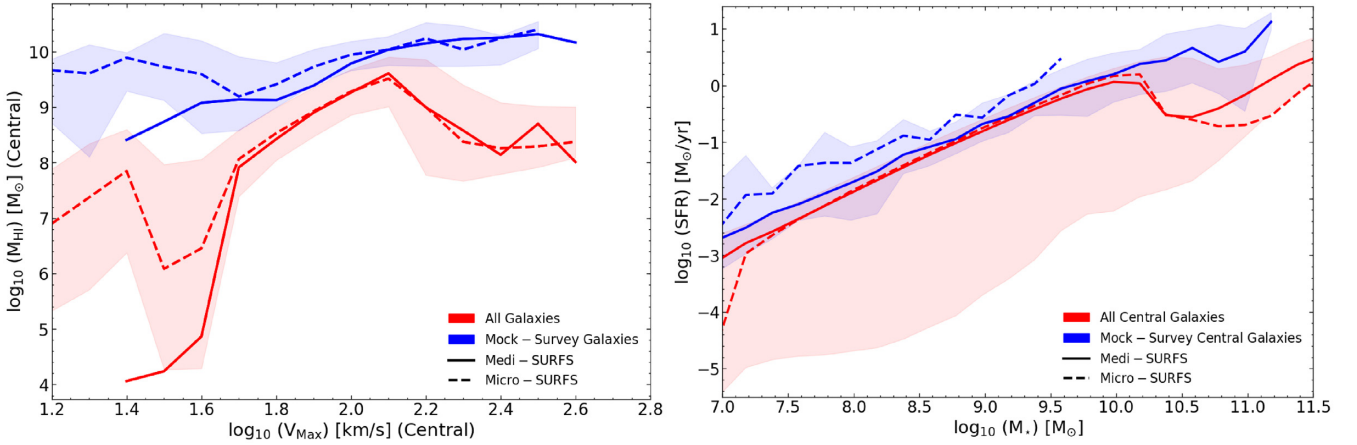 log₁₀ (M_HI) [M⊙] (Central)
10
9
8
7
6
5
4
All Galaxies
Mock − Survey Galaxies
Medi − SURFS
Micro − SURFS
1.2 1.4 1.6 1.8 2.0 2.2 2.4 2.6 2.8
log₁₀ (V_Max) [km/s] (Central)
log₁₀ (SFR) [M⊙/yr]
1
0
−1
−2
−3
−4
−5
All Central Galaxies
Mock − Survey Central Galaxies
Medi − SURFS
Micro − SURFS
7.0 7.5 8.0 8.5 9.0 9.5 10.0 10.5 11.0 11.5
log₁₀ (M⋆) [M⊙]